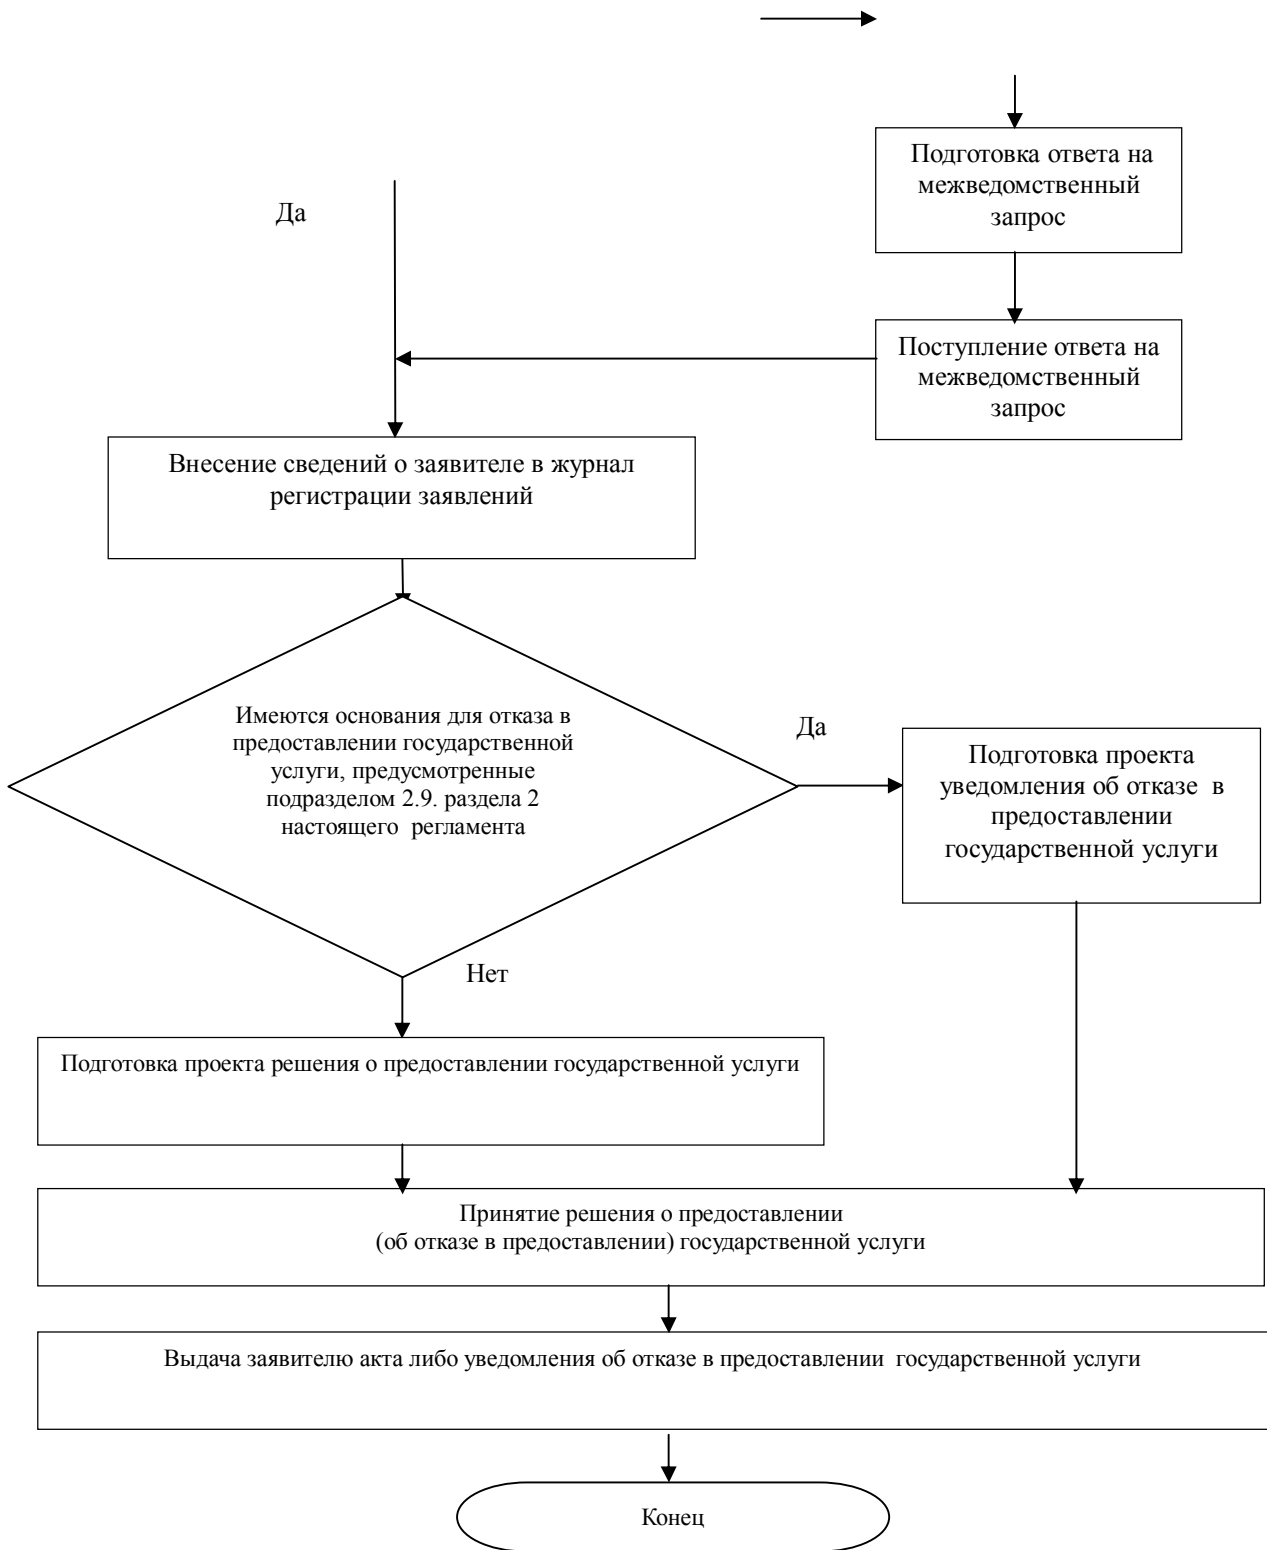 Подготовка ответа на
межведомственный
запрос
Да
Поступление ответа на
межведомственный
запрос
Внесение сведений о заявителе в журнал
регистрации заявлений
Имеются основания для отказа в
предоставлении государственной
услуги, предусмотренные
подразделом 2.9. раздела 2
настоящего регламента
Да
Подготовка проекта
уведомления об отказе в
предоставлении
государственной услуги
Нет
Подготовка проекта решения о предоставлении государственной услуги
Принятие решения о предоставлении
(об отказе в предоставлении) государственной услуги
Выдача заявителю акта либо уведомления об отказе в предоставлении государственной услуги
Конец